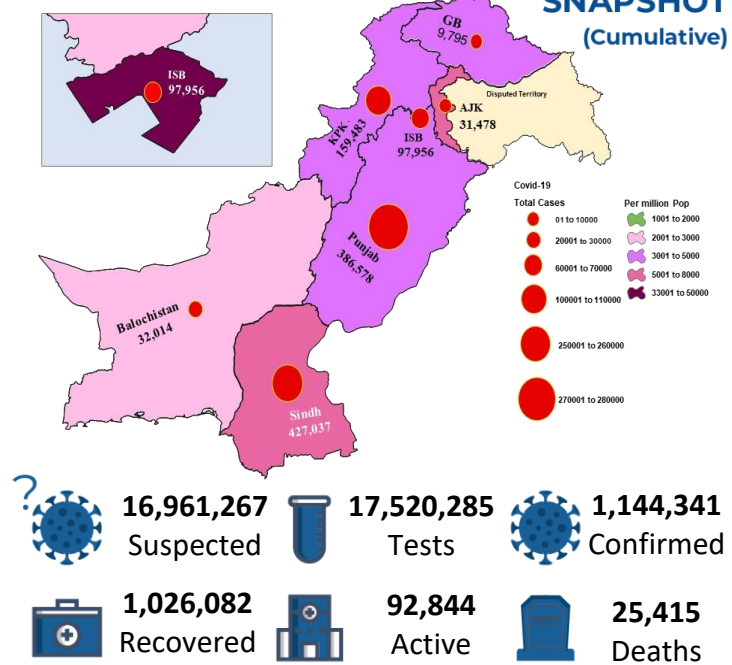 SNAPSHOT
(Cumulative)
ISB
97,956
GB
9,795
Disputed Territory
AJK
31,478
KPK
159,483
ISB
97,956
Punjab
386,578
Balochistan
32,014
Sindh
427,037
Covid-19
Total Cases
01 to 10000
20001 to 30000
60001 to 70000
100001 to 110000
250001 to 260000
270001 to 280000
Per million Pop
1001 to 2000
2001 to 3000
3001 to 5000
5001 to 8000
33001 to 50000
?
16,961,267
Suspected
17,520,285
Tests
1,144,341
Confirmed
1,026,082
Recovered
92,844
Active
25,415
Deaths